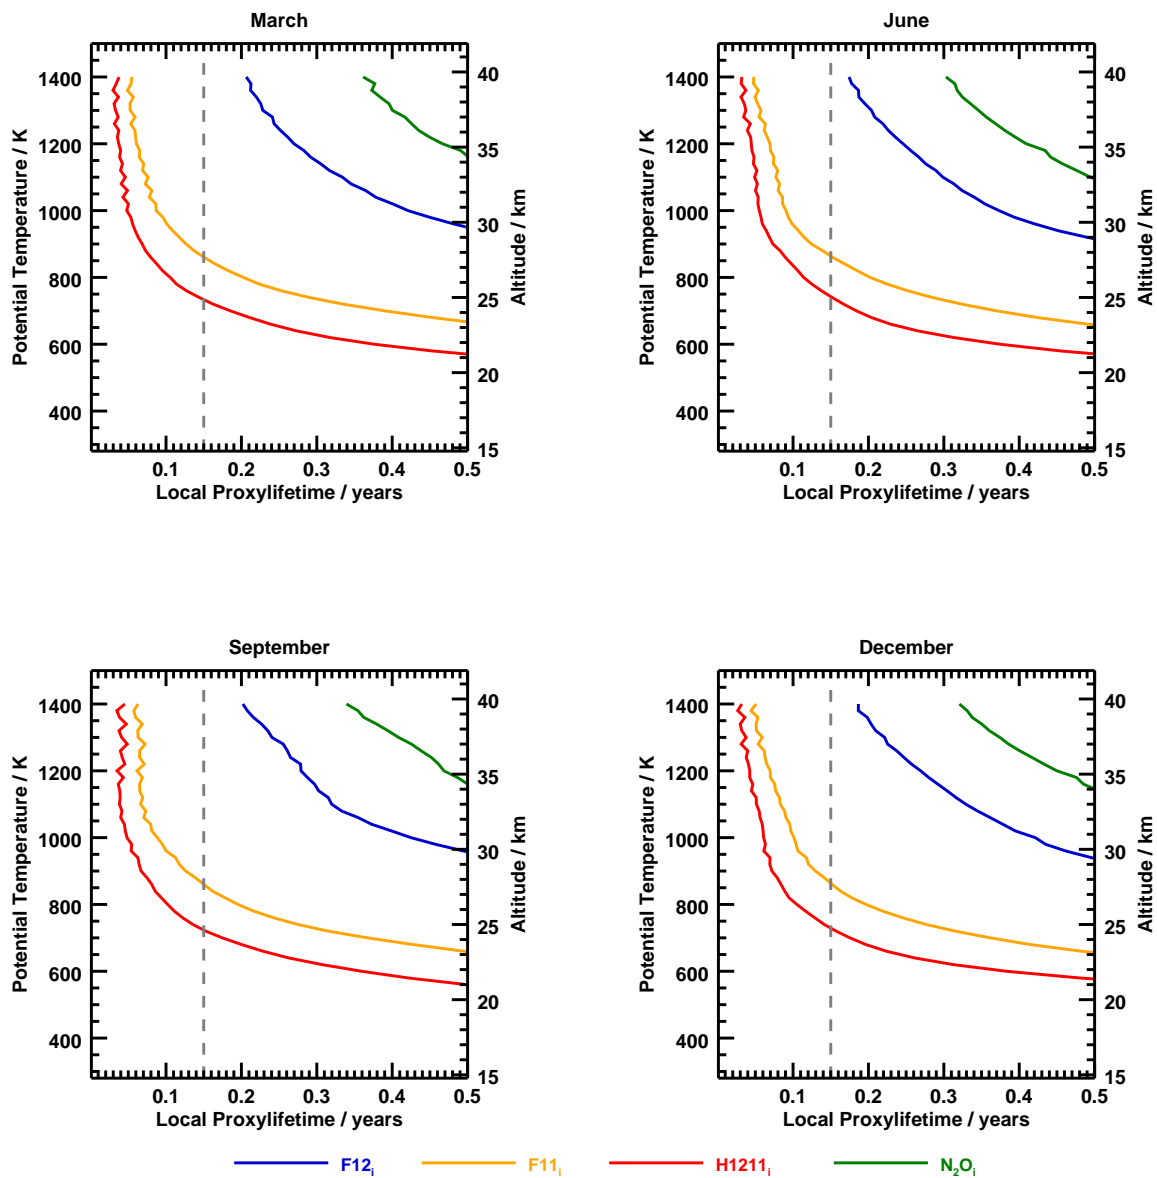 March
June
Potential Temperature / K
1400
1200
1000
800
600
400
40
35
30
25
20
15
Altitude / km
0.1 0.2 0.3 0.4 0.5
Local Proxylifetime / years
Potential Temperature / K
1400
1200
1000
800
600
400
40
35
30
25
20
15
Altitude / km
0.1 0.2 0.3 0.4 0.5
Local Proxylifetime / years
September
December
Potential Temperature / K
1400
1200
1000
800
600
400
40
35
30
25
20
15
Altitude / km
0.1 0.2 0.3 0.4 0.5
Local Proxylifetime / years
Potential Temperature / K
1400
1200
1000
800
600
400
40
35
30
25
20
15
Altitude / km
0.1 0.2 0.3 0.4 0.5
Local Proxylifetime / years
F12i F11i H1211i N₂Oi